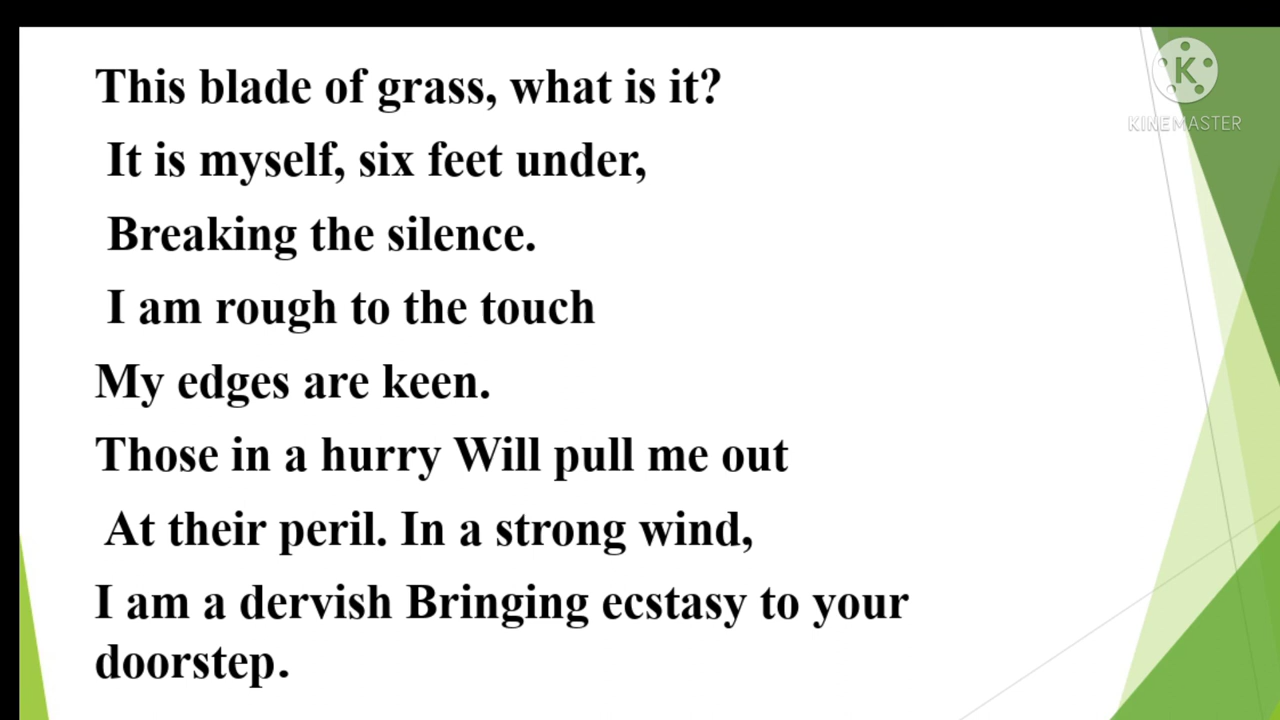 This blade of grass, what is it?
It is myself, six feet under,
Breaking the silence.
I am rough to the touch
My edges are keen.
Those in a hurry Will pull me out
At their peril. In a strong wind,
I am a dervish Bringing ecstasy to your
doorstep.
K
KINEMASTER